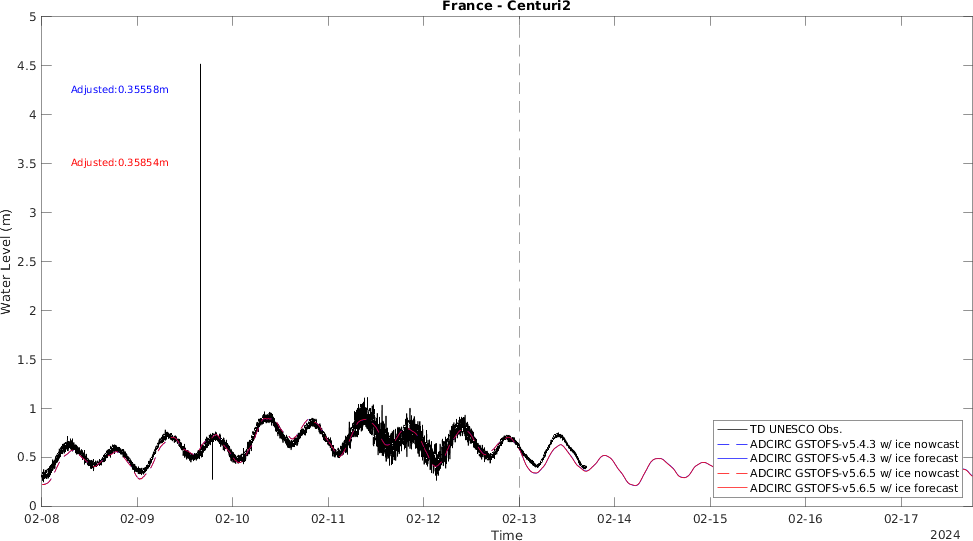 France - Centuri2
5
4.5
4
3.5
3
2.5
2
1.5
1
0.5
0
Water Level (m)
Adjusted:0.35558m
Adjusted:0.35854m
TD UNESCO Obs.
ADCIRC GSTOFS-v5.4.3 w/ ice nowcast
ADCIRC GSTOFS-v5.4.3 w/ ice forecast
ADCIRC GSTOFS-v5.6.5 w/ ice nowcast
ADCIRC GSTOFS-v5.6.5 w/ ice forecast
02-08 02-09 02-10 02-11 02-12 02-13 02-14 02-15 02-16 02-17
Time
2024